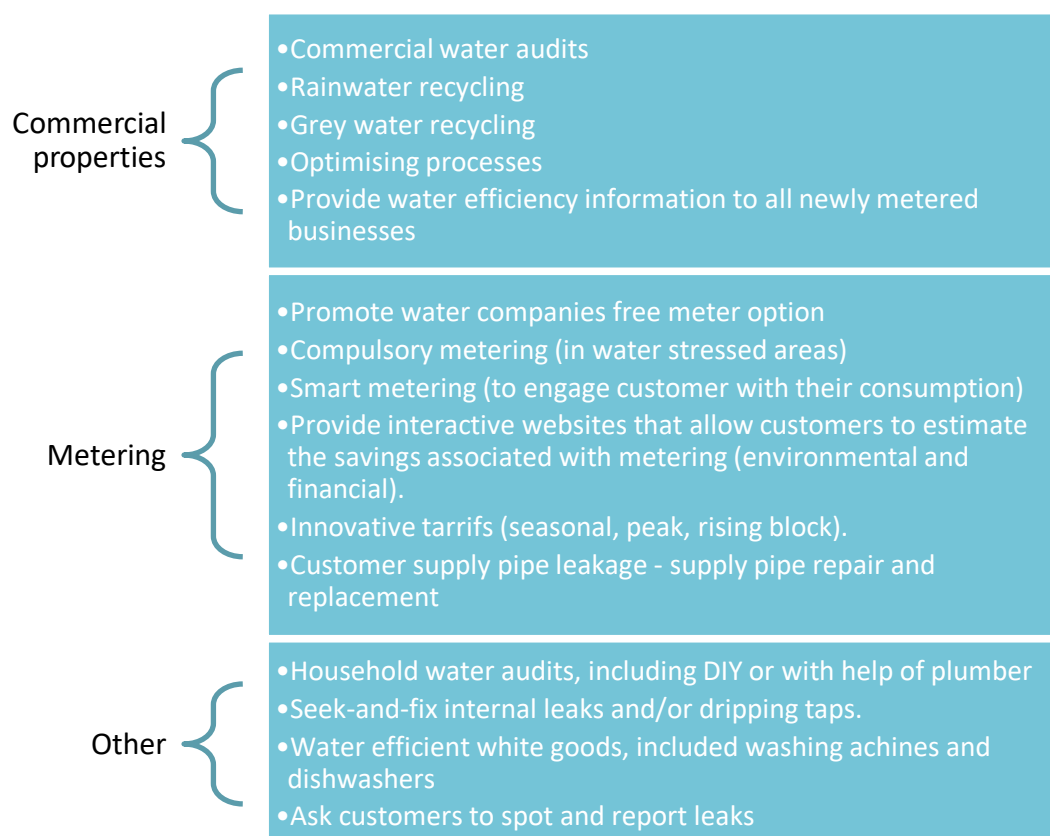 Commercial
properties
•Commercial water audits
•Rainwater recycling
•Grey water recycling
•Optimising processes
•Provide water efficiency information to all newly metered
businesses
Metering
•Promote water companies free meter option
•Compulsory metering (in water stressed areas)
•Smart metering (to engage customer with their consumption)
•Provide interactive websites that allow customers to estimate
the savings associated with metering (environmental and
financial).
•Innovative tarrifs (seasonal, peak, rising block).
•Customer supply pipe leakage - supply pipe repair and
replacement
Other
•Household water audits, including DIY or with help of plumber
•Seek-and-fix internal leaks and/or dripping taps.
•Water efficient white goods, included washing achines and
dishwashers
•Ask customers to spot and report leaks